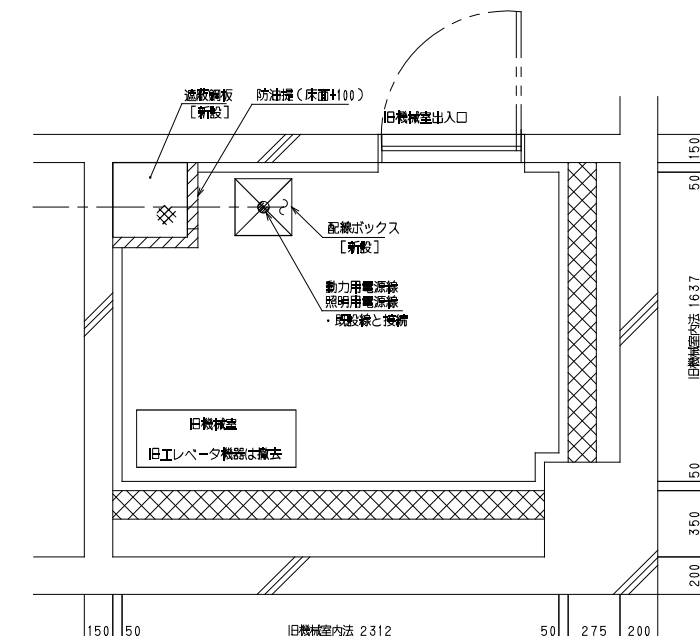 遮蔽鋼板
[新設]
防油堤（床面+100）
旧機械室出入口
配線ボックス
[新設]
動力用電源線
照明用電源線
・既設線と接続
旧機械室
旧エレベータ機器は撤去
150
50
旧機械室内法 1637
50
350
200
150
50
旧機械室内法 2312
50
275
200